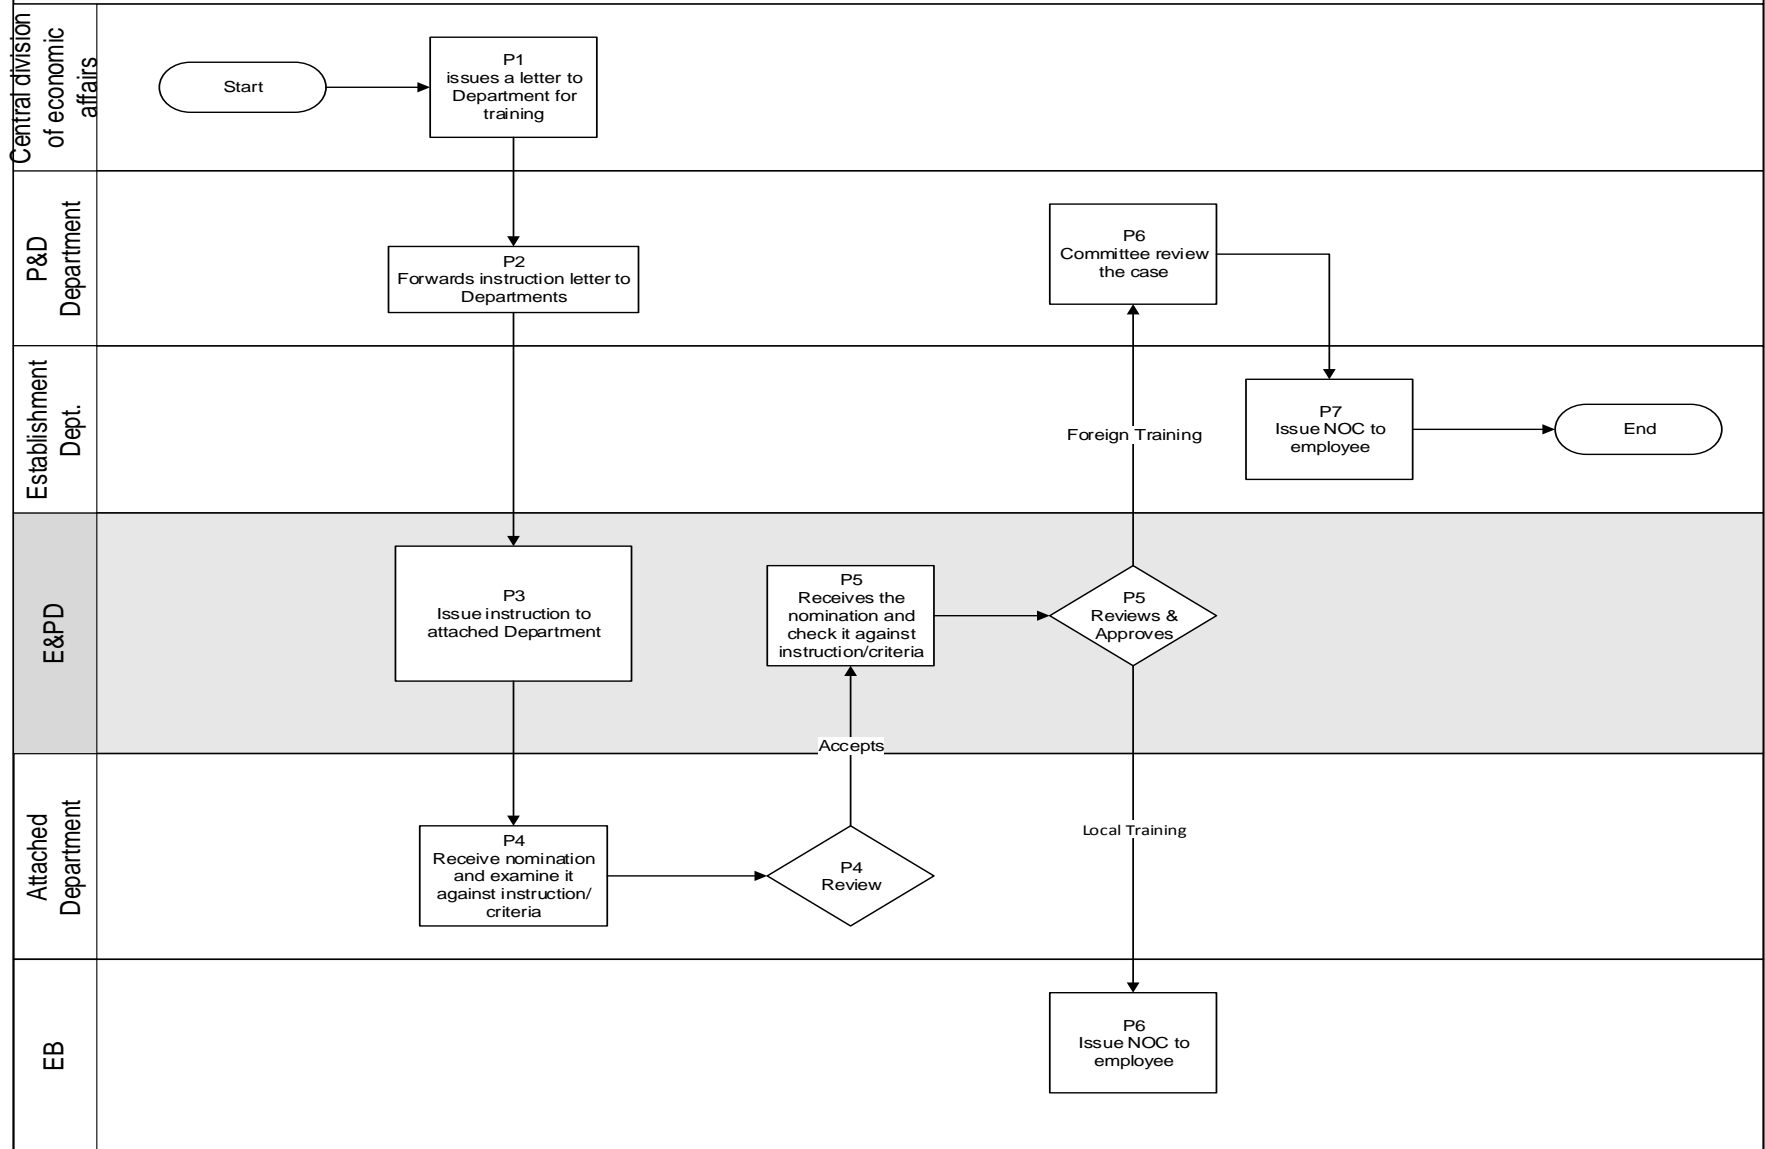 Central division
of economic
affairs
Start
P1
issues a letter to
Department for
training
P&D
Department
P2
Forwards instruction letter to
Departments
P6
Committee review
the case
Establishment
Dept.
Foreign Training
P7
Issue NOC to
employee
End
E&PD
P3
Issue instruction to
attached Department
P5
Receives the
nomination and
check it against
instruction/criteria
P5
Reviews &
Approves
Accepts
Attached
Department
P4
Receive nomination
and examine it
against instruction/
criteria
P4
Review
Local Training
EB
P6
Issue NOC to
employee